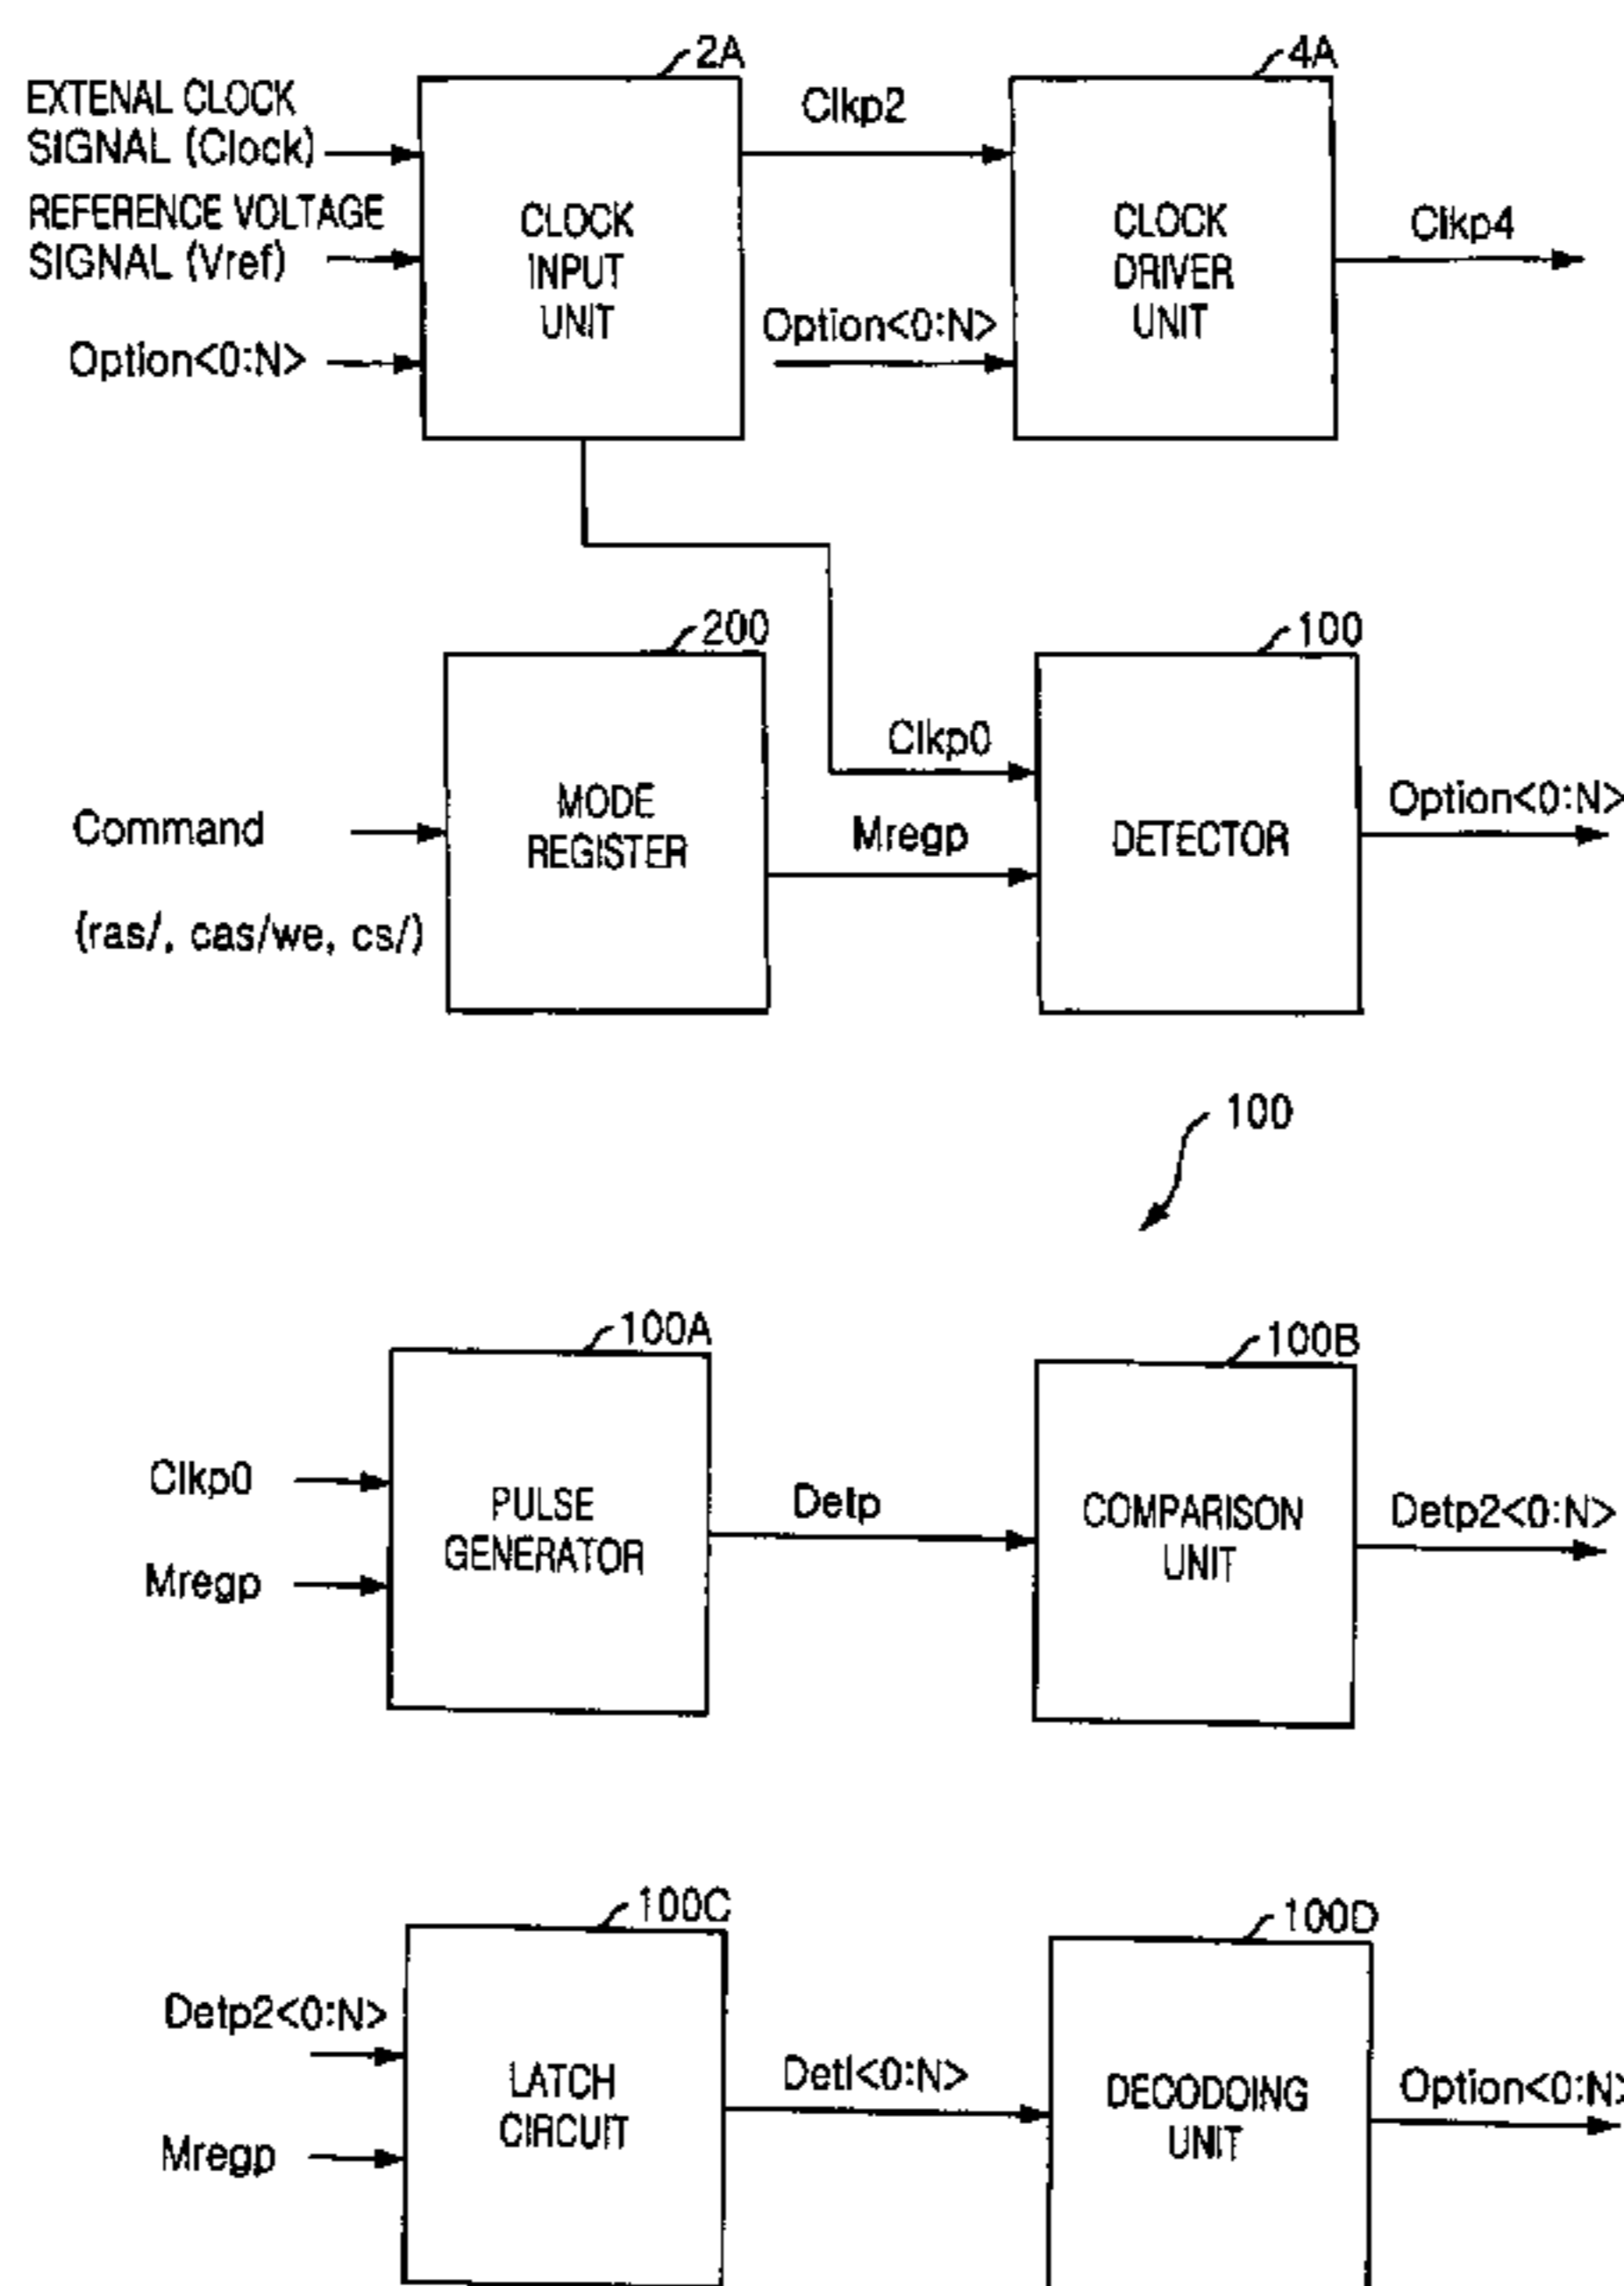 2A
4A
EXTENAL CLOCK
SIGNAL (Clock)
Clkp2
REFERENCE VOLTAGE
SIGNAL (Vref)
CLOCK
INPUT
UNIT
CLOCK
DRIVER
UNIT
Clkp4
Option<0:N>
Option<0:N>
200
100
Clkp0
MODE
REGISTER
Command
Mregp
DETECTOR
Option<0:N>
(ras/, cas/we, cs/)
100
100A
100B
Clkp0
PULSE
GENERATOR
Detp
COMPARISON
UNIT
Detp2<0:N>
Mregp
100C
100D
Detp2<0:N>
LATCH
CIRCUIT
Detl<0:N>
DECODOING
UNIT
Option<0:N>
Mregp